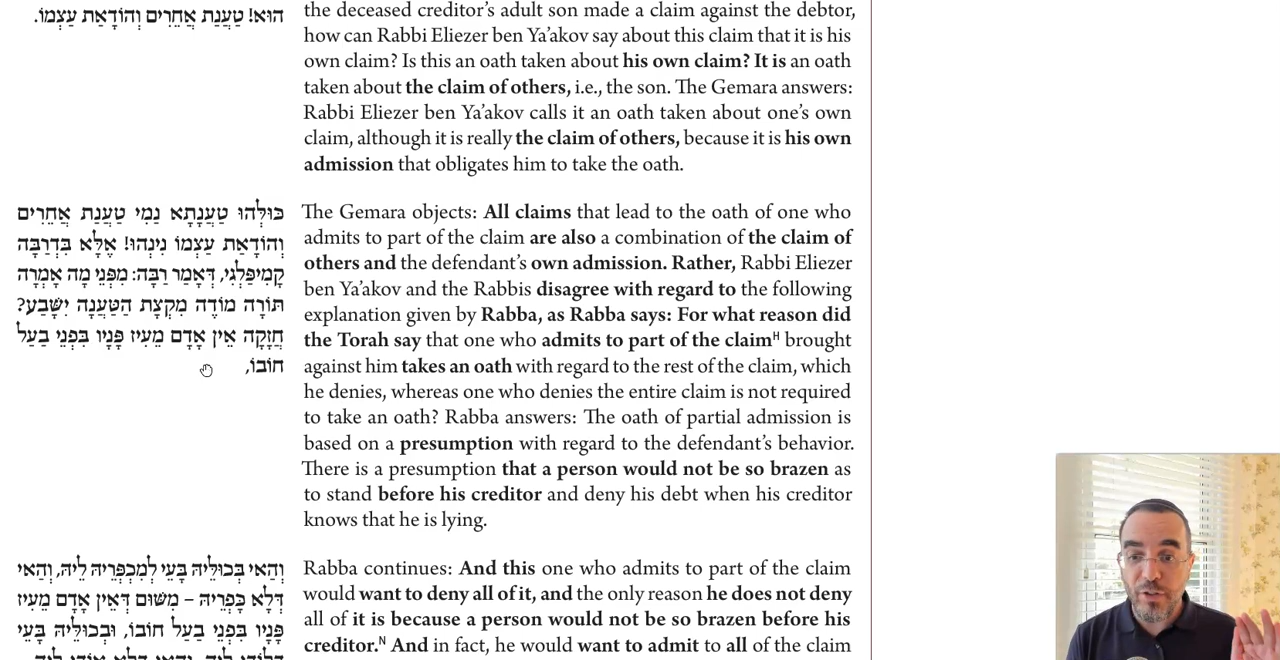 הוּא! טַעֲנַת אֲחֵרִים וְהוֹדָאַת עַצְמוֹ.
the deceased creditor’s adult son made a claim against the debtor,
how can Rabbi Eliezer ben Ya’akov say about this claim that it is his
own claim? Is this an oath taken about his own claim? It is an oath
taken about the claim of others, i.e., the son. The Gemara answers:
Rabbi Eliezer ben Ya’akov calls it an oath taken about one’s own
claim, although it is really the claim of others, because it is his own
admission that obligates him to take the oath.
כּוּלְּהוּ טַעֲנָתָא נַמִי טַעֲנַת אֲחֵרִים
וְהוֹדָאַת עַצְמוֹ נִינְהוּ! אֶלָּא בִּדְרַבָּה
קָמִיפַּלְגִי, דְּאָמַר רַבָּה: מִפְּנֵי מָה אָמְרָה
תּוֹרָה מוֹדֶה מִקְצָת הַטַּעֲנָה יִשָּׁבַע?
חֲזָקָה אֵין אָדָם מֵעִיז פָּנָיו בִּפְנֵי בַּעַל
חוֹבוֹ,
The Gemara objects: All claims that lead to the oath of one who
admits to part of the claim are also a combination of the claim of
others and the defendant’s own admission. Rather, Rabbi Eliezer
ben Ya’akov and the Rabbis disagree with regard to the following
explanation given by Rabba, as Rabba says: For what reason did
the Torah say that one who admits to part of the claimᴴ brought
against him takes an oath with regard to the rest of the claim, which
he denies, whereas one who denies the entire claim is not required
to take an oath? Rabba answers: The oath of partial admission is
based on a presumption with regard to the defendant’s behavior.
There is a presumption that a person would not be so brazen as
to stand before his creditor and deny his debt when his creditor
knows that he is lying.
וְהַאי בְּכוּלֵּיהּ בָּעֵי לְמִכְפְּרֵיהּ לֵיהּ, וְהַאי
דְּלָא כָּפְרֵיהּ – מִשּׁוּם דְּאֵין אָדָם מֵעִיז
פָּנָיו בִּפְנֵי בַּעַל חוֹבוֹ, וּבְכוּלֵּיהּ בָּעֵי
Rabba continues: And this one who admits to part of the claim
would want to deny all of it, and the only reason he does not deny
all of it is because a person would not be so brazen before his
creditor.ᴺ And in fact, he would want to admit to all of the claim